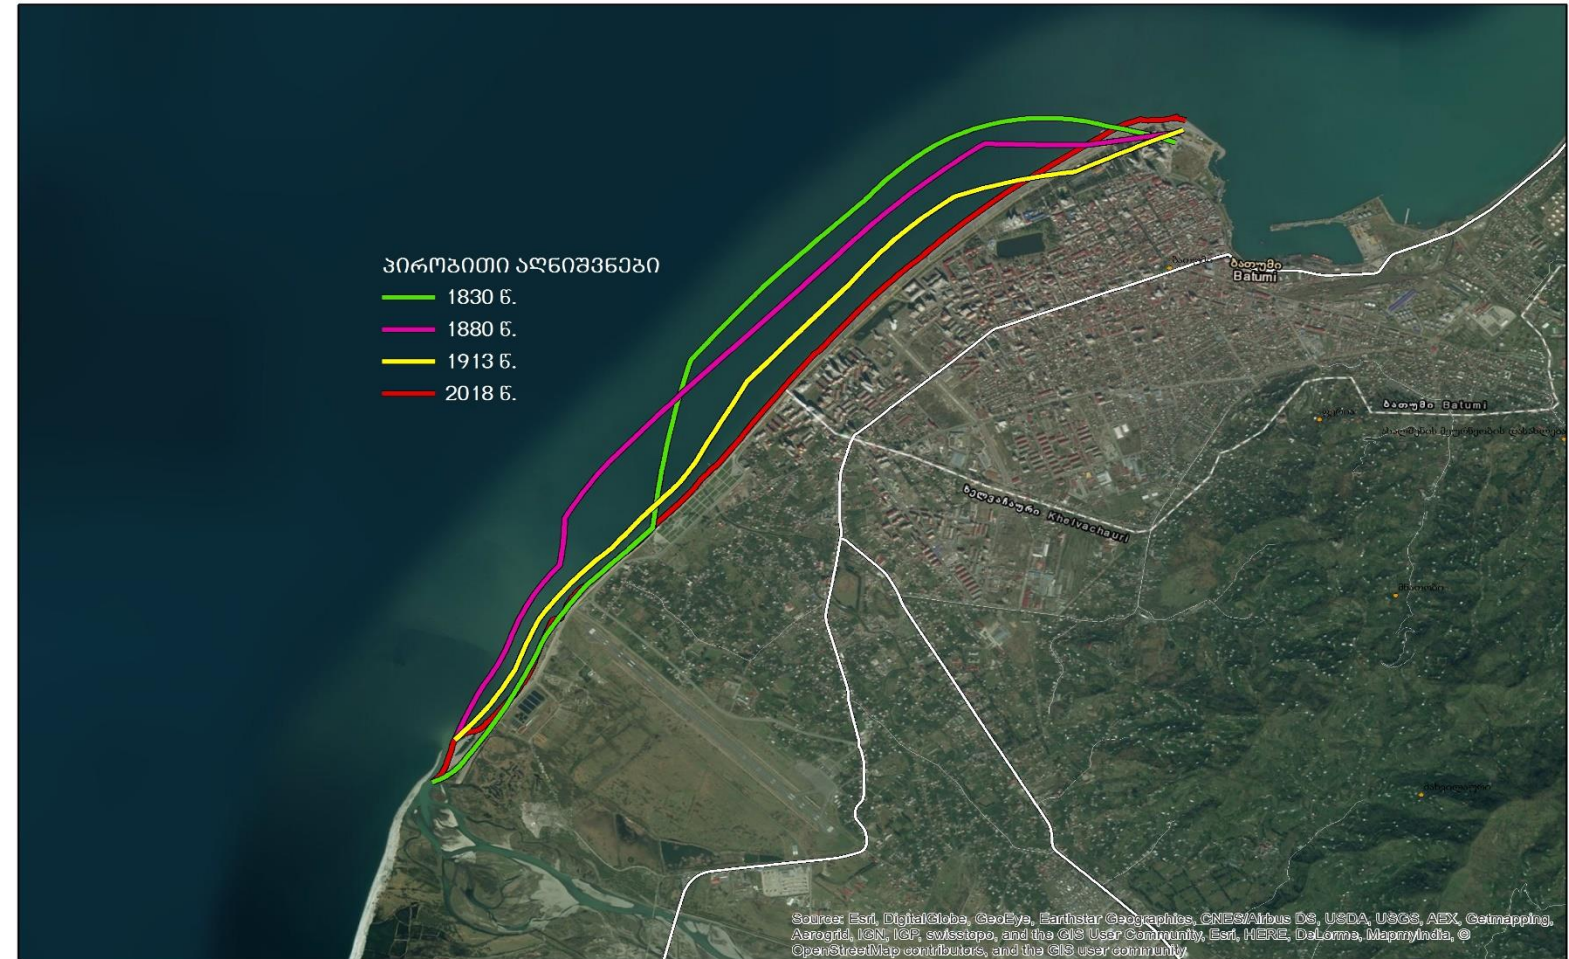 პირობითი აღნიშვნები
1830 წ.
1880 წ.
1913 წ.
2018 წ.
ბათუმი
Batumi
ბათუმი Batumi
ხელვაჩაური Khelvachauri
Source: Esri, DigitalGlobe, GeoEye, Earthstar Geographics, CNES/Airbus DS, USDA, USGS, AEX, Getmapping,
Aerogrid, IGN, IGP, swisstopo, and the GIS User Community, Esri, HERE, DeLorme, MapmyIndia, ©
OpenStreetMap contributors, and the GIS user community